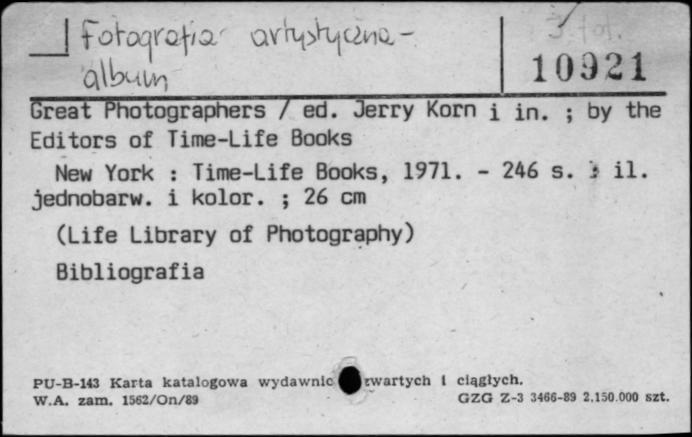 Fotografia artystyczna-
album
10921
Great Photographers / ed. Jerry Korn i in. ; by the
Editors of Time-Life Books
New York : Time-Life Books, 1971. - 246 s. : il.
jednobarw. i kolor. ; 26 cm
(Life Library of Photography)
Bibliografia
PU-B-143 Karta katalogowa wydawnic zwartych i ciągłych.
W.A. zam. 1562/On/89 GZG Z-3 3466-89 2.150.000 szt.